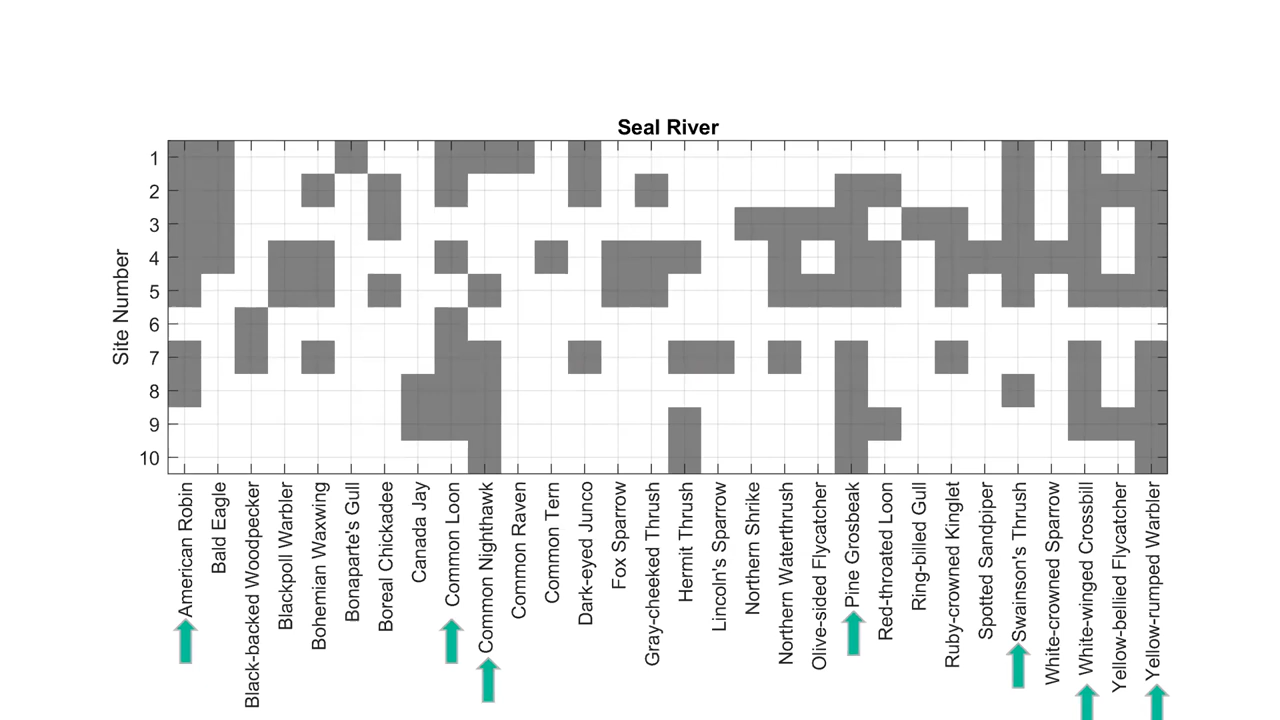 Seal River
Site Number
1
2
3
4
5
6
7
8
9
10
American Robin
Bald Eagle
Black-backed Woodpecker
Blackpoll Warbler
Bohemian Waxwing
Bonaparte's Gull
Boreal Chickadee
Canada Jay
Common Loon
Common Nighthawk
Common Raven
Common Tern
Dark-eyed Junco
Fox Sparrow
Gray-cheeked Thrush
Hermit Thrush
Lincoln's Sparrow
Northern Shrike
Northern Waterthrush
Olive-sided Flycatcher
Pine Grosbeak
Red-throated Loon
Ring-billed Gull
Ruby-crowned Kinglet
Spotted Sandpiper
Swainson's Thrush
White-crowned Sparrow
White-winged Crossbill
Yellow-bellied Flycatcher
Yellow-rumped Warbler